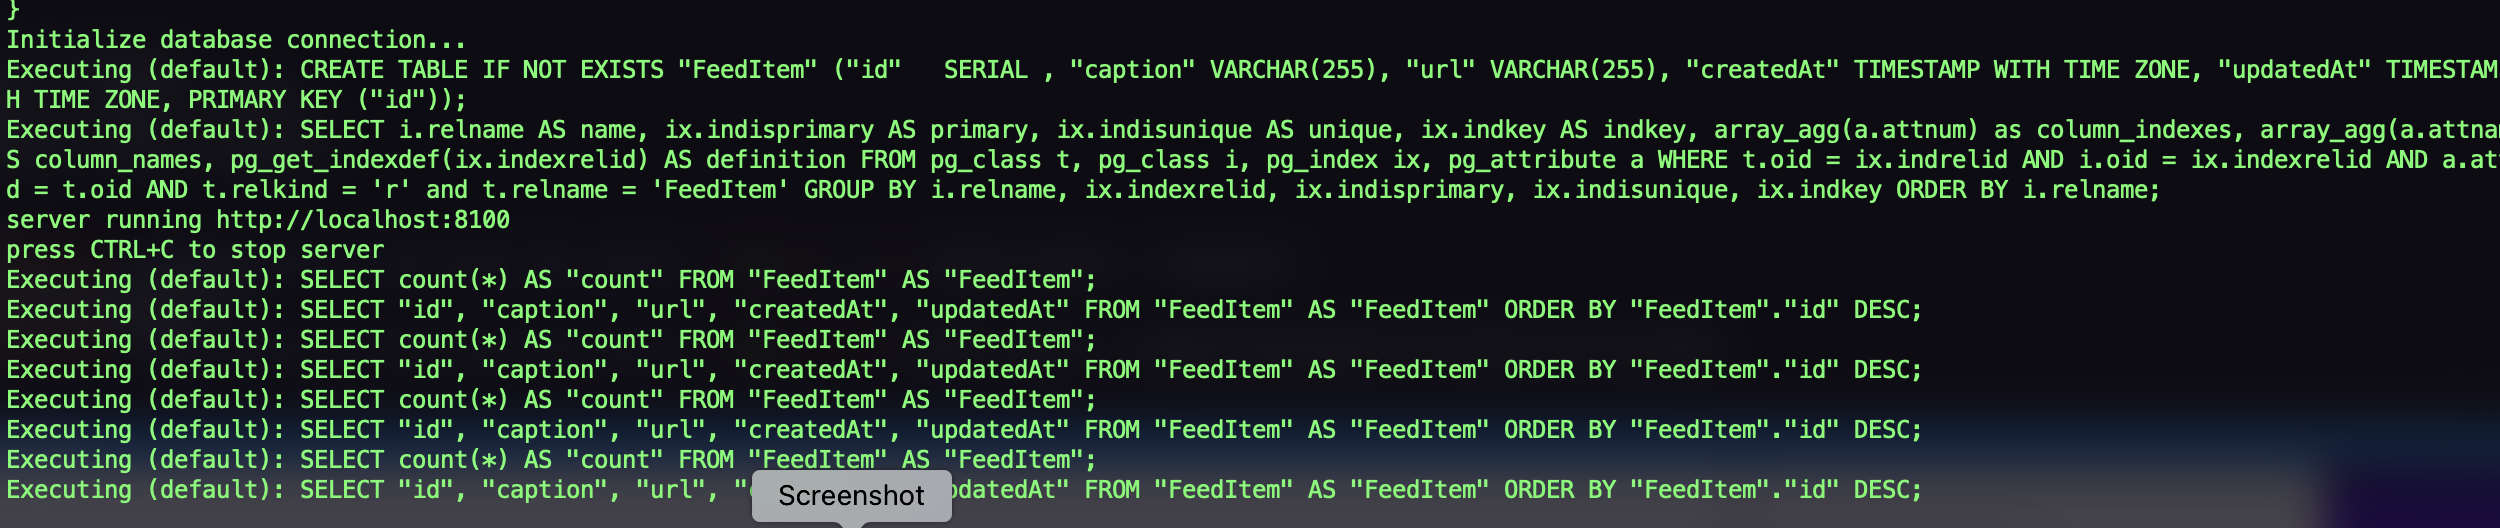 }
Initialize database connection...
Executing (default): CREATE TABLE IF NOT EXISTS "FeedItem" ("id"   SERIAL , "caption" VARCHAR(255), "url" VARCHAR(255), "createdAt" TIMESTAMP WITH TIME ZONE, "updatedAt" TIMESTAM
H TIME ZONE, PRIMARY KEY ("id"));
Executing (default): SELECT i.relname AS name, ix.indisprimary AS primary, ix.indisunique AS unique, ix.indkey AS indkey, array_agg(a.attnum) as column_indexes, array_agg(a.attna
S column_names, pg_get_indexdef(ix.indexrelid) AS definition FROM pg_class t, pg_class i, pg_index ix, pg_attribute a WHERE t.oid = ix.indrelid AND i.oid = ix.indexrelid AND a.at
d = t.oid AND t.relkind = 'r' and t.relname = 'FeedItem' GROUP BY i.relname, ix.indexrelid, ix.indisprimary, ix.indisunique, ix.indkey ORDER BY i.relname;
server running http://localhost:8100
press CTRL+C to stop server
Executing (default): SELECT count(*) AS "count" FROM "FeedItem" AS "FeedItem";
Executing (default): SELECT "id", "caption", "url", "createdAt", "updatedAt" FROM "FeedItem" AS "FeedItem" ORDER BY "FeedItem"."id" DESC;
Executing (default): SELECT count(*) AS "count" FROM "FeedItem" AS "FeedItem";
Executing (default): SELECT "id", "caption", "url", "createdAt", "updatedAt" FROM "FeedItem" AS "FeedItem" ORDER BY "FeedItem"."id" DESC;
Executing (default): SELECT count(*) AS "count" FROM "FeedItem" AS "FeedItem";
Executing (default): SELECT "id", "caption", "url", "createdAt", "updatedAt" FROM "FeedItem" AS "FeedItem" ORDER BY "FeedItem"."id" DESC;
Executing (default): SELECT count(*) AS "count" FROM "FeedItem" AS "FeedItem";
Executing (default): SELECT "id", "caption", "url", " pdatedAt" FROM "FeedItem" AS "FeedItem" ORDER BY "FeedItem"."id" DESC;
Screenshot